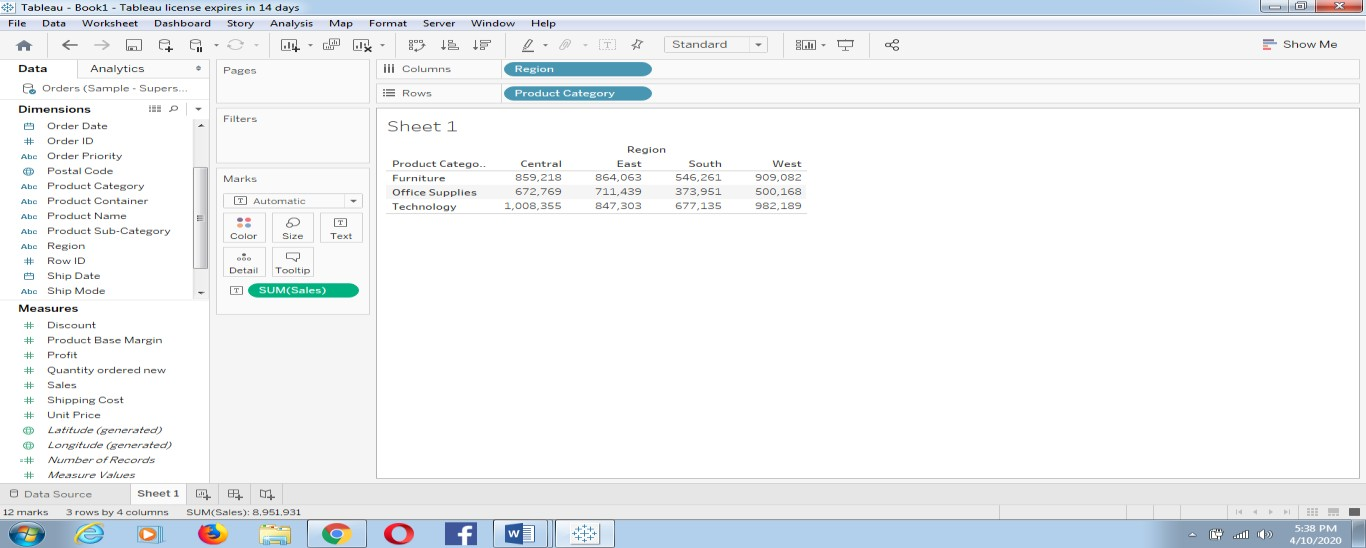 Tableau - Book1 - Tableau license expires in 14 days
File Data Worksheet Dashboard Story Analysis Map Format Server Window Help
Standard
Show Me
Data Analytics
Orders (Sample - Supers...
Dimensions
Order Date
# Order ID
Abc Order Priority
Postal Code
Abc Product Category
Abc Product Container
Abc Product Name
Abc Product Sub-Category
Abc Region
# Row ID
Ship Date
Abc Ship Mode
Measures
# Discount
# Product Base Margin
# Profit
# Quantity ordered new
# Sales
# Shipping Cost
# Unit Price
Latitude (generated)
Longitude (generated)
=# Number of Records
# Measure Values
Pages
Filters
Marks
T Automatic
Color Size Text
Detail Tooltip
T SUM(Sales)
Columns Region
Rows Product Category
Sheet 1
Region
Product Catego.. Central East South West
Furniture 859,218 864,063 546,261 909,082
Office Supplies 672,769 711,439 373,951 500,168
Technology 1,008,355 847,303 677,135 982,189
Data Source Sheet 1
12 marks 3 rows by 4 columns SUM(Sales): 8,951,931
5:38 PM
4/10/2020